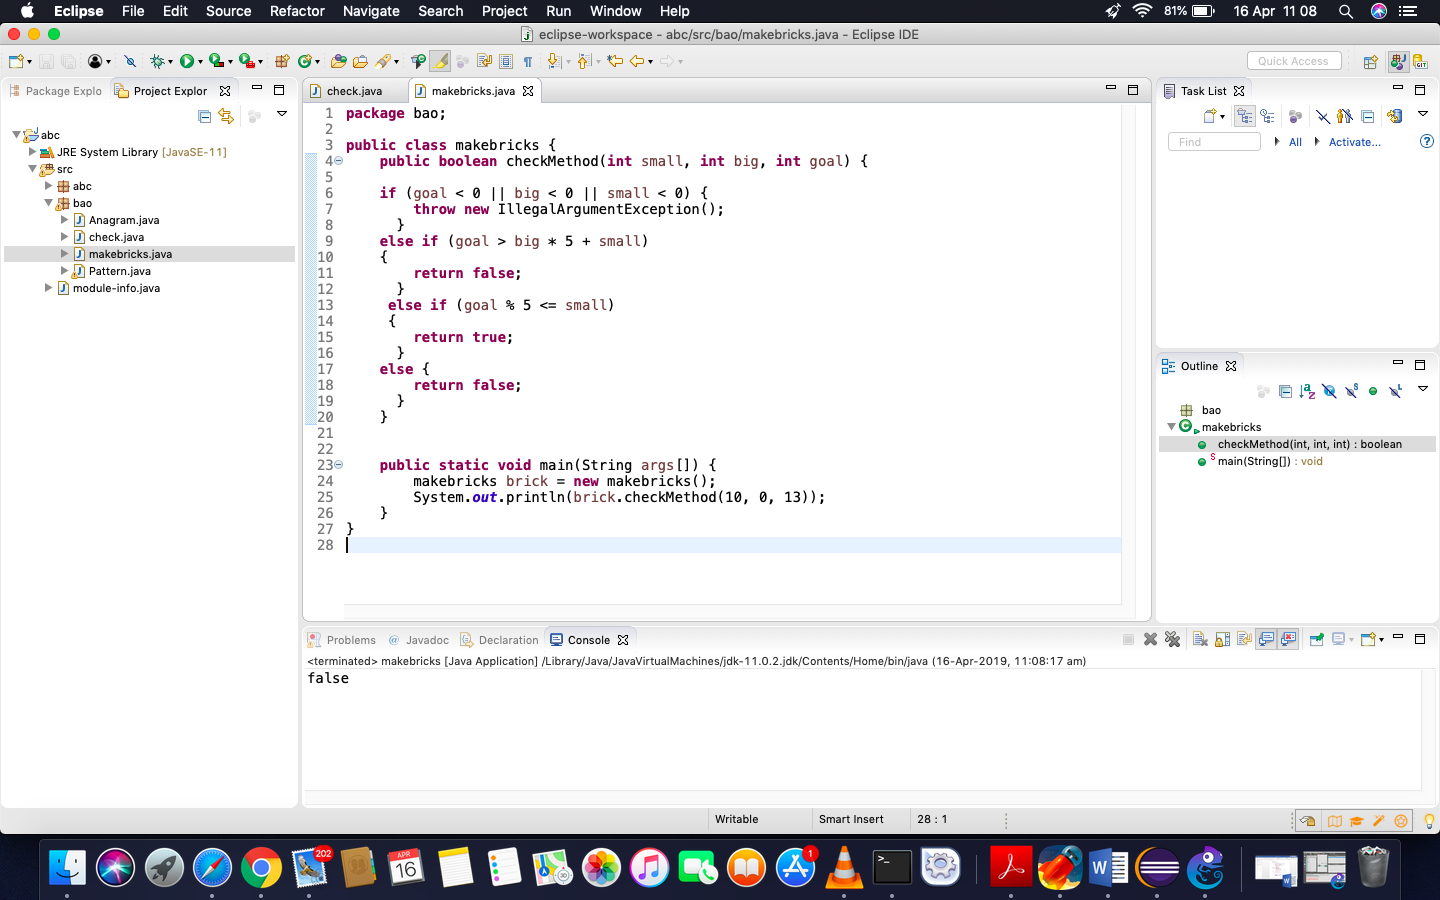 Eclipse File Edit Source Refactor Navigate Search Project Run Window Help 81% 16 Apr 11 08
eclipse-workspace - abc/src/bao/makebricks.java - Eclipse IDE
Quick Access
Package Explo Project Explor
abc
JRE System Library [JavaSE-11]
src
abc
bao
Anagram.java
check.java
makebricks.java
Pattern.java
module-info.java
check.java makebricks.java
1 package bao;
2
3 public class makebricks {
4 public boolean checkMethod(int small, int big, int goal) {
5
6 if (goal < 0 || big < 0 || small < 0) {
7 throw new IllegalArgumentException();
8 }
9 else if (goal > big * 5 + small)
10 {
11 return false;
12 }
13 else if (goal % 5 <= small)
14 {
15 return true;
16 }
17 else {
18 return false;
19 }
20 }
21
22
23 public static void main(String args[]) {
24 makebricks brick = new makebricks();
25 System.out.println(brick.checkMethod(10, 0, 13));
26 }
27 }
28
Task List
Find All Activate...
Outline
bao
makebricks
checkMethod(int, int, int) : boolean
main(String[]) : void
Problems @ Javadoc Declaration Console
<terminated> makebricks [Java Application] /Library/Java/JavaVirtualMachines/jdk-11.0.2.jdk/Contents/Home/bin/java (16-Apr-2019, 11:08:17 am)
false
Writable Smart Insert 28 : 1
202
APR
16
1